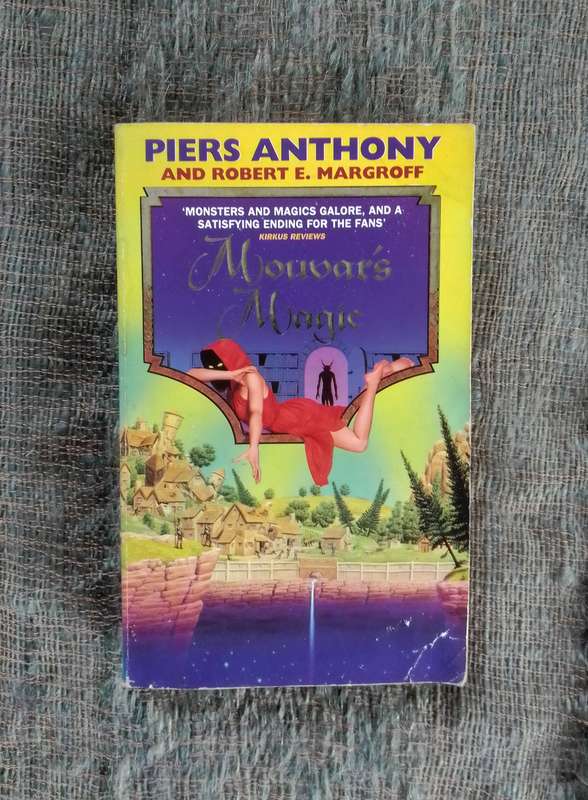 PIERS ANTHONY
AND ROBERT E. MARGROFF
'MONSTERS AND MAGICS GALORE, AND A
SATISFYING ENDING FOR THE FANS'
KIRKUS REVIEWS
Mouvar's
Magic